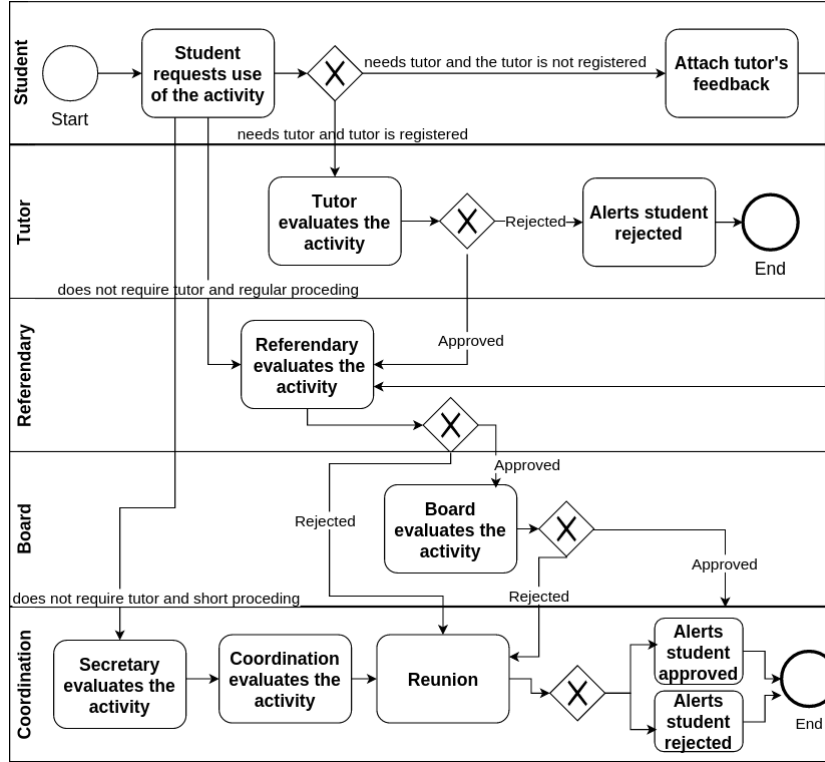 Student
Start
Student
requests use
of the activity
X
needs tutor and the tutor is not registered
Attach tutor's
feedback
needs tutor and tutor is registered
Tutor
Tutor
evaluates the
activity
X
Rejected
Alerts student
rejected
End
does not require tutor and regular proceding
Referendary
Referendary
evaluates the
activity
Approved
X
Board
Approved
Rejected
Board
evaluates the
activity
X
Approved
Rejected
does not require tutor and short proceding
Coordination
Secretary
evaluates the
activity
Coordination
evaluates the
activity
Reunion
X
Alerts
student
approved
Alerts
student
rejected
End